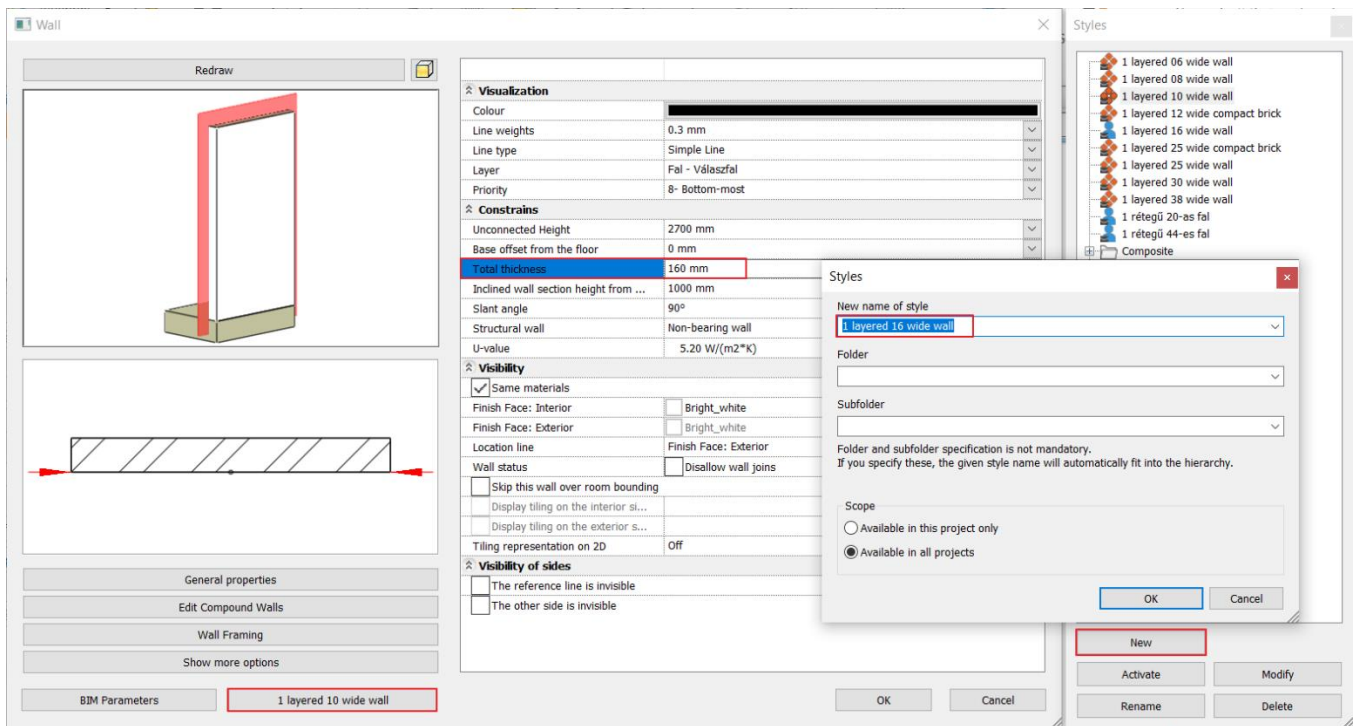 Wall
Redraw
General properties
Edit Compound Walls
Wall Framing
Show more options
BIM Parameters
1 layered 10 wide wall
Visualization
Colour
Line weights 0.3 mm
Line type Simple Line
Layer Fal - Válaszfal
Priority 8- Bottom-most
Constrains
Unconnected Height 2700 mm
Base offset from the floor 0 mm
Total thickness 160 mm
Inclined wall section height from ... 1000 mm
Slant angle 90°
Structural wall Non-bearing wall
U-value 5.20 W/(m2*K)
Visibility
Same materials
Finish Face: Interior Bright_white
Finish Face: Exterior Bright_white
Location line Finish Face: Exterior
Wall status Disallow wall joins
Skip this wall over room bounding
Display tiling on the interior si...
Display tiling on the exterior s...
Tiling representation on 2D Off
Visibility of sides
The reference line is invisible
The other side is invisible
OK Cancel
Styles
1 layered 06 wide wall
1 layered 08 wide wall
1 layered 10 wide wall
1 layered 12 wide compact brick
1 layered 16 wide wall
1 layered 25 wide compact brick
1 layered 25 wide wall
1 layered 30 wide wall
1 layered 38 wide wall
1 rétegű 20-as fal
1 rétegű 44-es fal
Composite
Styles
New name of style
1 layered 16 wide wall
Folder
Subfolder
Folder and subfolder specification is not mandatory.
If you specify these, the given style name will automatically fit into the hierarchy.
Scope
Available in this project only
Available in all projects
OK Cancel
New
Activate Modify
Rename Delete